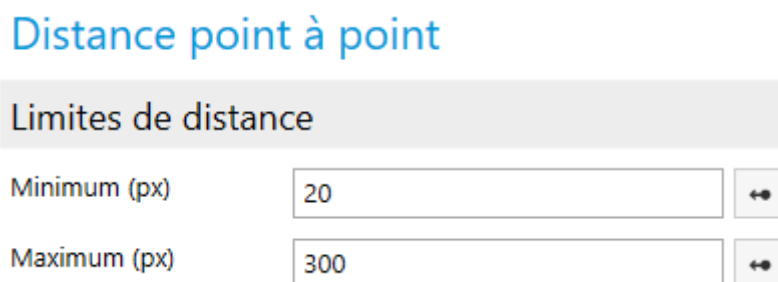 Distance point à point
Limites de distance
Minimum (px) 20
Maximum (px) 300